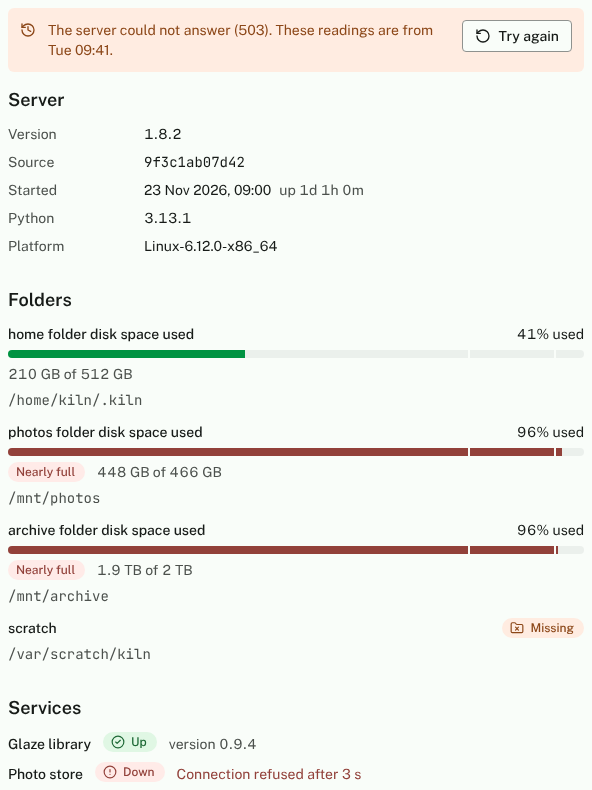 The server could not answer (503). These readings are from
Tue 09:41.
Try again
Server
Version 1.8.2
Source 9f3c1ab07d42
Started 23 Nov 2026, 09:00 up 1d 1h 0m
Python 3.13.1
Platform Linux-6.12.0-x86_64
Folders
home folder disk space used 41% used
210 GB of 512 GB
/home/kiln/.kiln
photos folder disk space used 96% used
Nearly full 448 GB of 466 GB
/mnt/photos
archive folder disk space used 96% used
Nearly full 1.9 TB of 2 TB
/mnt/archive
scratch Missing
/var/scratch/kiln
Services
Glaze library Up version 0.9.4
Photo store Down Connection refused after 3 s